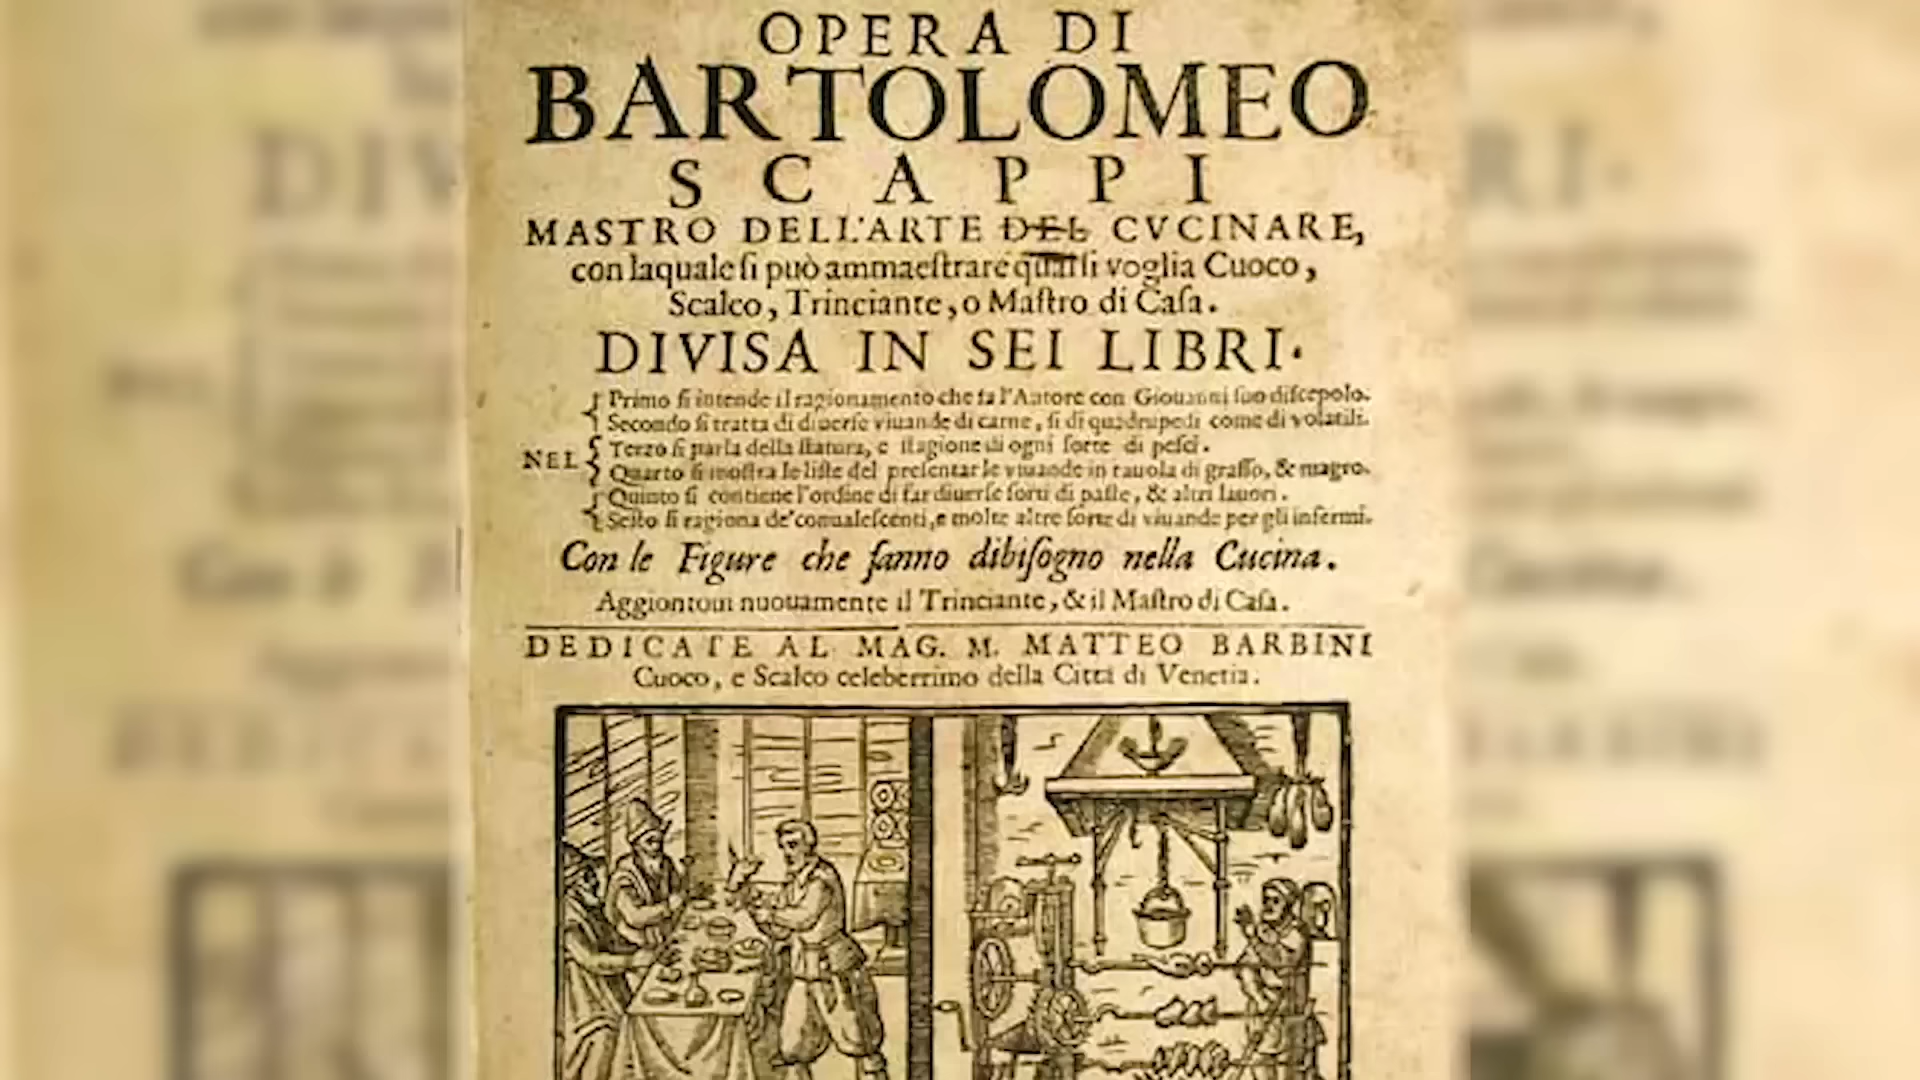 OPERA DI
BARTOLOMEO
SCAPPI
MASTRO DELL'ARTE DEL CVCINARE,
con laquale ſi può ammaeſtrare qual ſi voglia Cuoco,
Scalco, Trinciante, o Maſtro di Caſa.
DIVISA IN SEI LIBRI.
Primo ſi intende il ragionamento che fa l'Autore con Giouanni ſuo diſcepolo.
Secondo ſi tratta di diuerſe viuande di carne, ſi di quadrupedi come di volatili.
Terzo ſi parla della ſtatura, e ſtagione di ogni ſorte di peſci.
NEL
Quarto ſi moſtra le liſte del preſentar le viuande in tauola di graſſo, & magro.
Quinto ſi contiene l'ordine di far diuerſe ſorti di paſte, & altri lauori.
Seſto ſi ragiona de' conualeſcenti, e molte altre ſorte di viuande per gli infermi.
Con le Figure che fanno dibiſogno nella Cucina.
Aggiontoui nuouamente il Trinciante, & il Maſtro di Caſa.
DEDICATE AL MAG. M. MATTEO BARBINI
Cuoco, e Scalco celeberrimo della Città di Venetia.